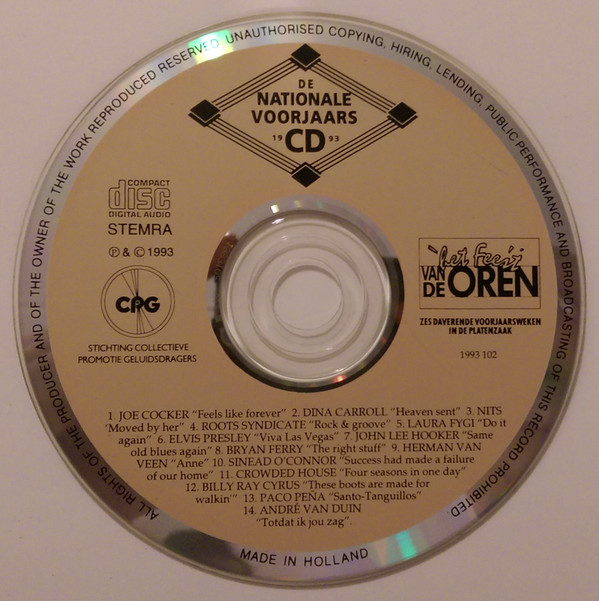 ALL RIGHTS OF THE PRODUCER AND OF THE OWNER OF THE WORK REPRODUCED RESERVED. UNAUTHORISED COPYING, HIRING, LENDING, PUBLIC PERFORMANCE AND BROADCASTING OF THIS RECORD PROHIBITED.
DE
NATIONALE
VOORJAARS
19 CD 93
COMPACT
disc
DIGITAL AUDIO
STEMRA
℗ & © 1993
CPG
STICHTING COLLECTIEVE
PROMOTIE GELUIDSDRAGERS
'het Feest
VAN
DE OREN
ZES DAVERENDE VOORJAARSWEKEN
IN DE PLATENZAAK
1993 102
1. JOE COCKER "Feels like forever" 2. DINA CARROLL "Heaven sent" 3. NITS
'Moved by her" 4. ROOTS SYNDICATE "Rock & groove" 5. LAURA FYGI "Do it
again" 6. ELVIS PRESLEY "Viva Las Vegas" 7. JOHN LEE HOOKER "Same
old blues again" 8. BRYAN FERRY "The right stuff" 9. HERMAN VAN
VEEN "Anne" 10. SINEAD O'CONNOR "Success had made a failure
of our home" 11. CROWDED HOUSE "Four seasons in one day"
12. BILLY RAY CYRUS "These boots are made for
walkin'" 13. PACO PEÑA "Santo-Tanguillos"
14. ANDRÉ VAN DUIN
"Totdat ik jou zag".
MADE IN HOLLAND